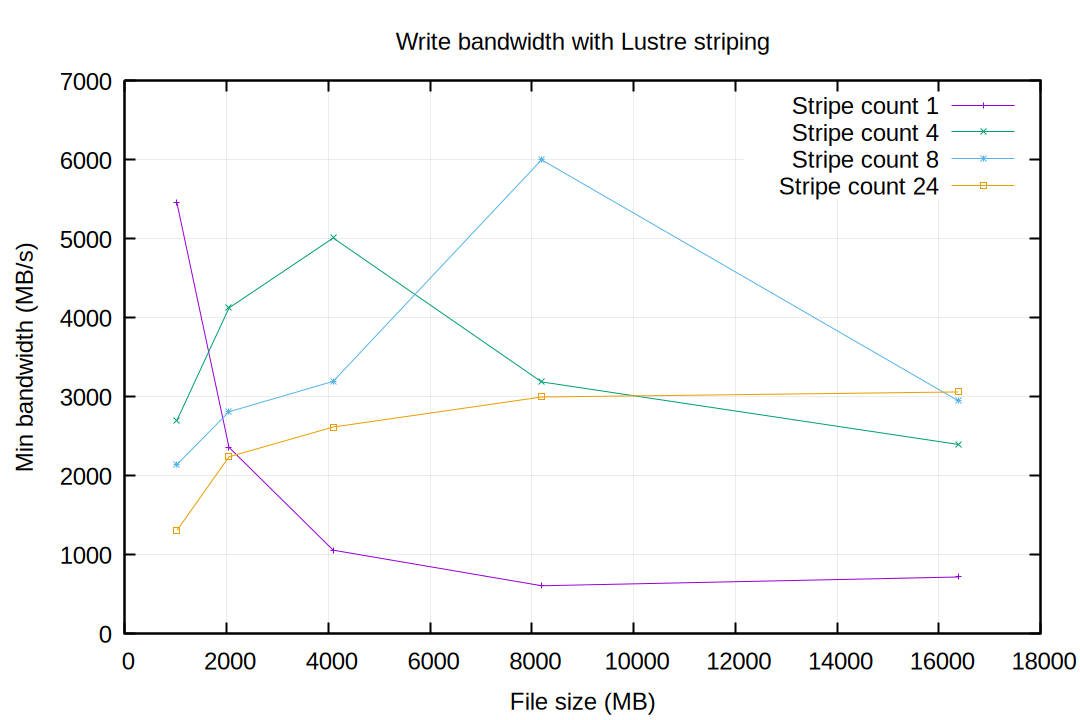 Write bandwidth with Lustre striping
7000
6000
5000
4000
3000
2000
1000
0
Min bandwidth (MB/s)
Stripe count 1
Stripe count 4
Stripe count 8
Stripe count 24
0 2000 4000 6000 8000 10000 12000 14000 16000 18000
File size (MB)